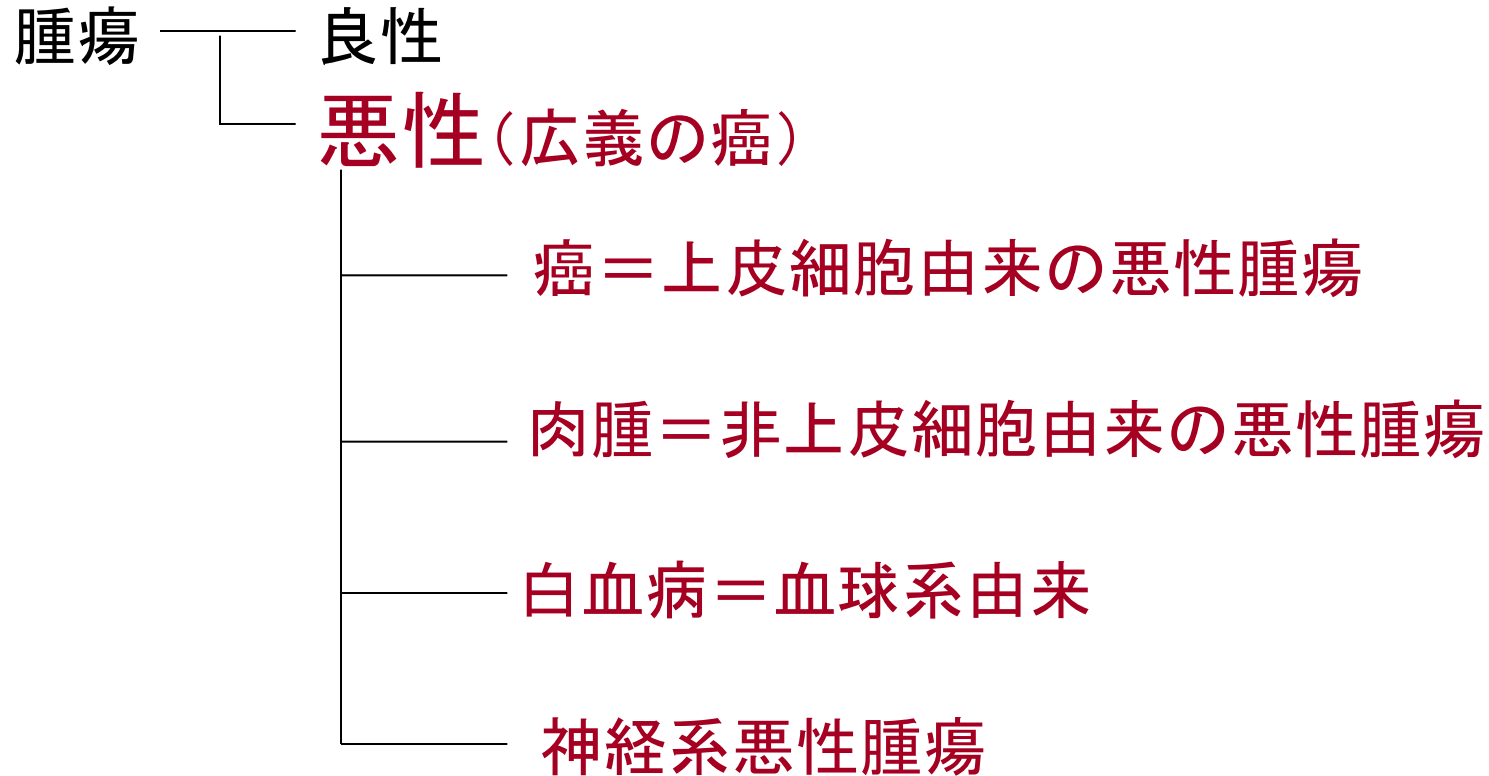 腫瘍 良性
悪性（広義の癌）
癌＝上皮細胞由来の悪性腫瘍
肉腫＝非上皮細胞由来の悪性腫瘍
白血病＝血球系由来
神経系悪性腫瘍